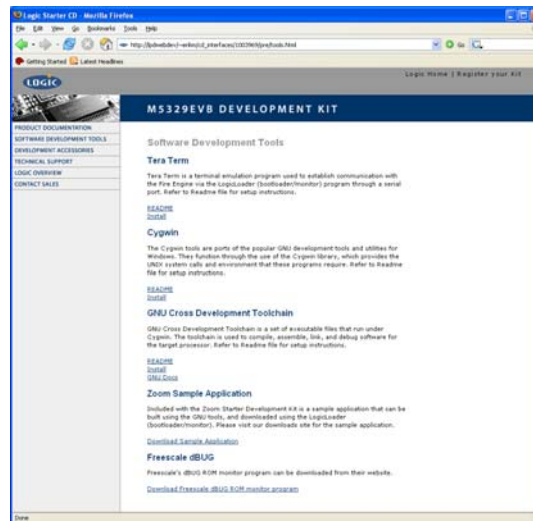 Logic Starter CD - Mozilla Firefox
File Edit View Go Bookmarks Tools Help
Go
Getting Started Latest Headlines
LOGIC
Logic Home | Register your Kit
M5329EVB DEVELOPMENT KIT
PRODUCT DOCUMENTATION
SOFTWARE DEVELOPMENT TOOLS
DEVELOPMENT ACCESSORIES
TECHNICAL SUPPORT
LOGIC OVERVIEW
CONTACT SALES
Software Development Tools
Tera Term
Tera Term is a terminal emulation program used to establish communication with
the Fire Engine via the LogicLoader (bootloader/monitor) program through a serial
port. Refer to Readme file for setup instructions.
README
Install
Cygwin
The Cygwin tools are ports of the popular GNU development tools and utilities for
Windows. They function through the use of the Cygwin library, which provides the
UNIX system calls and environment that these programs require. Refer to Readme
file for setup instructions.
README
Install
GNU Cross Development Toolchain
GNU Cross Development Toolchain is a set of executable files that run under
Cygwin. The toolchain is used to compile, assemble, link, and debug software for
the target processor. Refer to Readme file for setup instructions.
README
Install
GNU Docs
Zoom Sample Application
Included with the Zoom Starter Development Kit is a sample application that can be
built using the GNU tools, and downloaded using the LogicLoader
(bootloader/monitor). Please visit our downloads site for the sample application.
Download Sample Application
Freescale dBUG
Freescale's dBUG ROM monitor program can be downloaded from their website.
Download Freescale dBUG ROM monitor program
Done